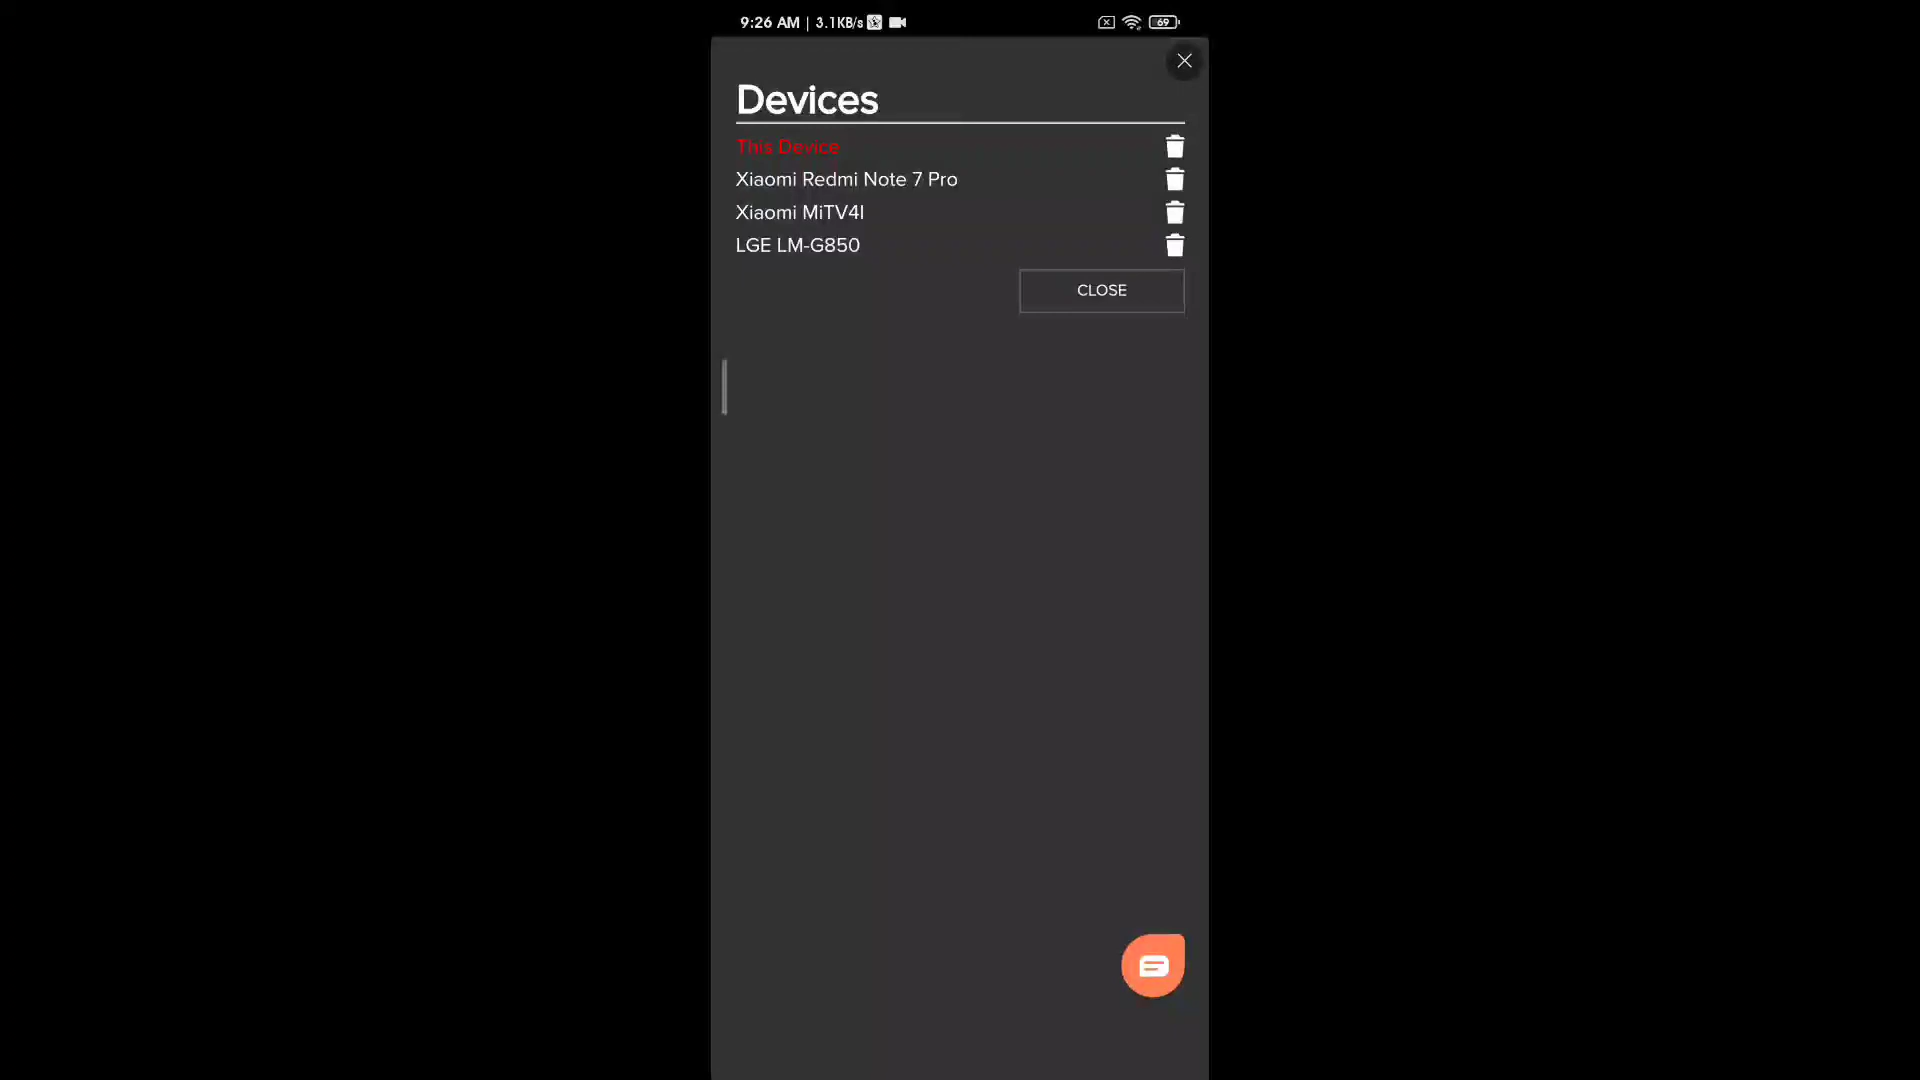 9:26 AM | 3.1KB/s 69
Devices
This Device
Xiaomi Redmi Note 7 Pro
Xiaomi MiTV4I
LGE LM-G850
CLOSE